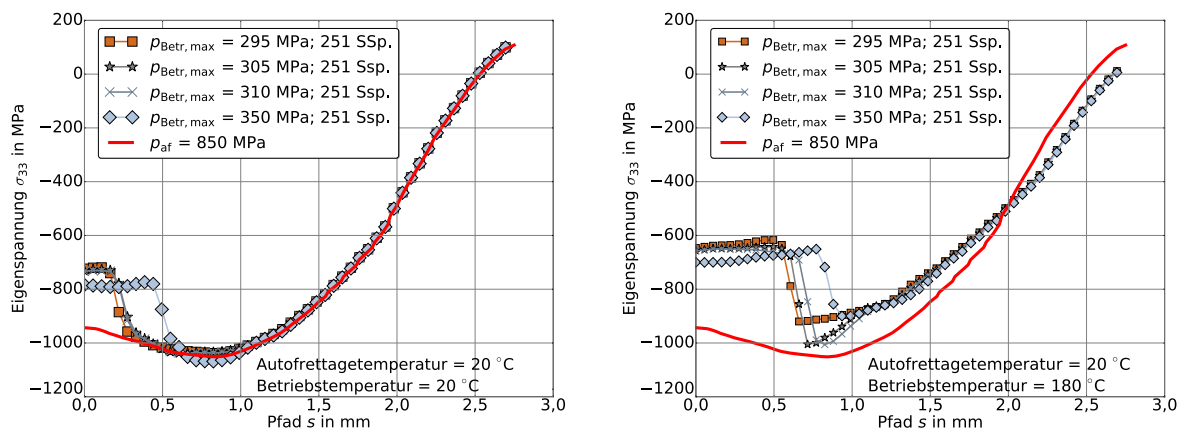 200
0
−200
−400
−600
−800
−1000
−1200
Eigenspannung σ33 in MPa
pBetr,max = 295 MPa; 251 SSp.
pBetr,max = 305 MPa; 251 Ssp.
pBetr,max = 310 MPa; 251 Ssp.
pBetr,max = 350 MPa; 251 Ssp.
paf = 850 MPa
Autofrettagetemperatur = 20 °C
Betriebstemperatur = 20 °C
0,0 0,5 1,0 1,5 2,0 2,5 3,0
Pfad s in mm
200
0
−200
−400
−600
−800
−1000
−1200
Eigenspannung σ33 in MPa
pBetr,max = 295 MPa; 251 SSp.
pBetr,max = 305 MPa; 251 Ssp.
pBetr,max = 310 MPa; 251 Ssp.
pBetr,max = 350 MPa; 251 Ssp.
paf = 850 MPa
Autofrettagetemperatur = 20 °C
Betriebstemperatur = 180 °C
0,0 0,5 1,0 1,5 2,0 2,5 3,0
Pfad s in mm